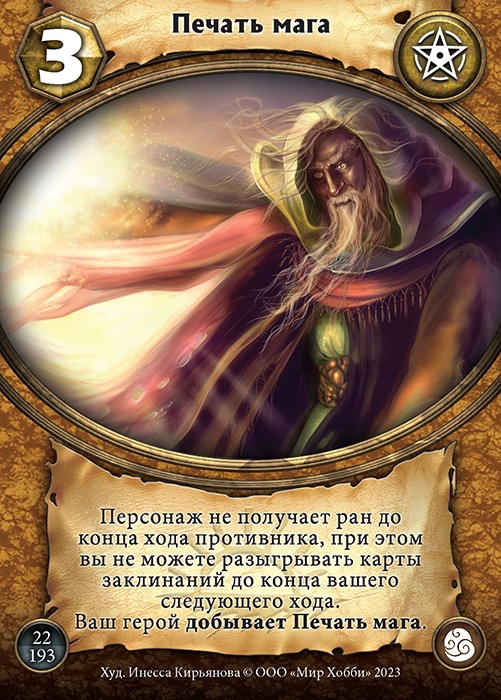 Печать мага
3
Персонаж не получает ран до
конца хода противника, при этом
вы не можете разыгрывать карты
заклинаний до конца вашего
следующего хода.
Ваш герой добывает Печать мага.
22
193
Худ. Инесса Кирьянова © ООО «Мир Хобби» 2023